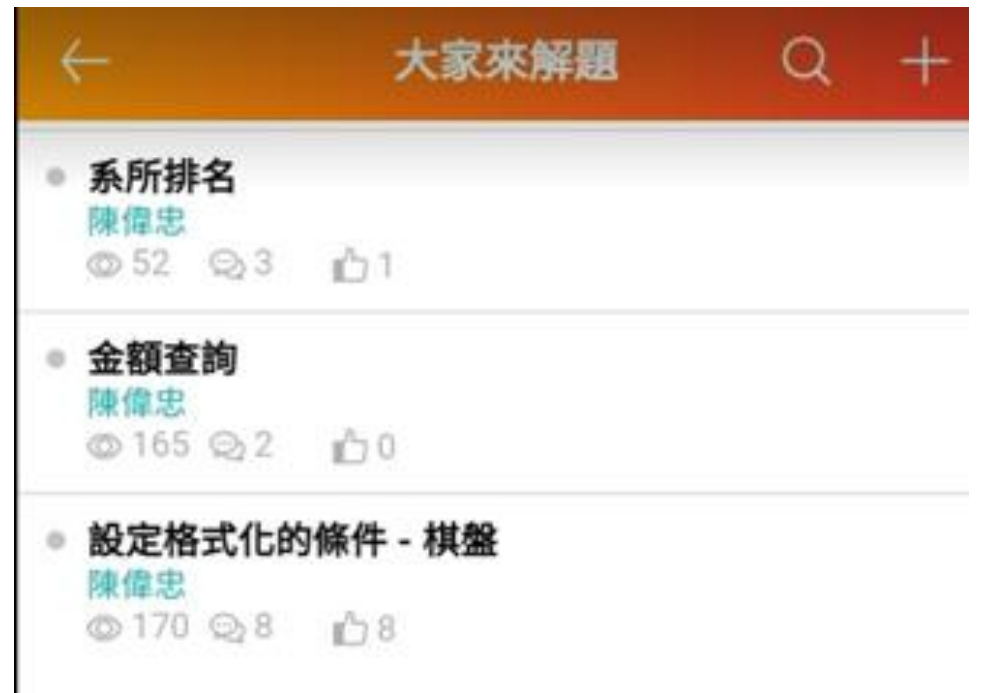 大家來解題
系所排名
陳偉忠
52 3 1
金額查詢
陳偉忠
165 2 0
設定格式化的條件 - 棋盤
陳偉忠
170 8 8